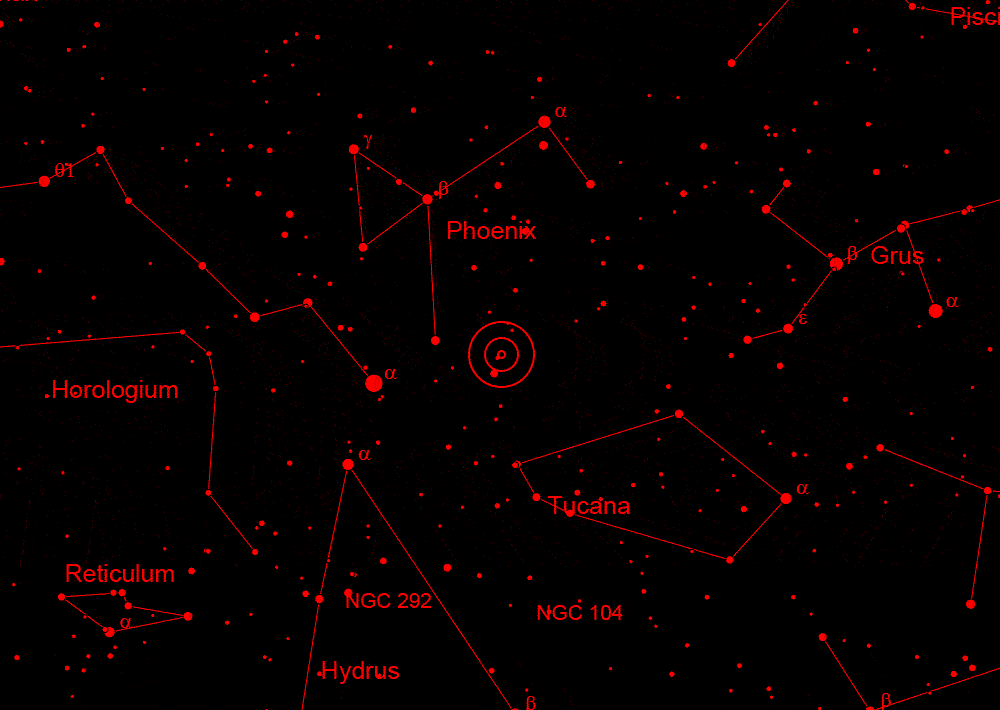 Pisci
α
γ
θ1
β
Phoenix
β
Grus
α
ε
α
Horologium
α
α
Tucana
Reticulum
NGC 292
NGC 104
α
Hydrus
β
β